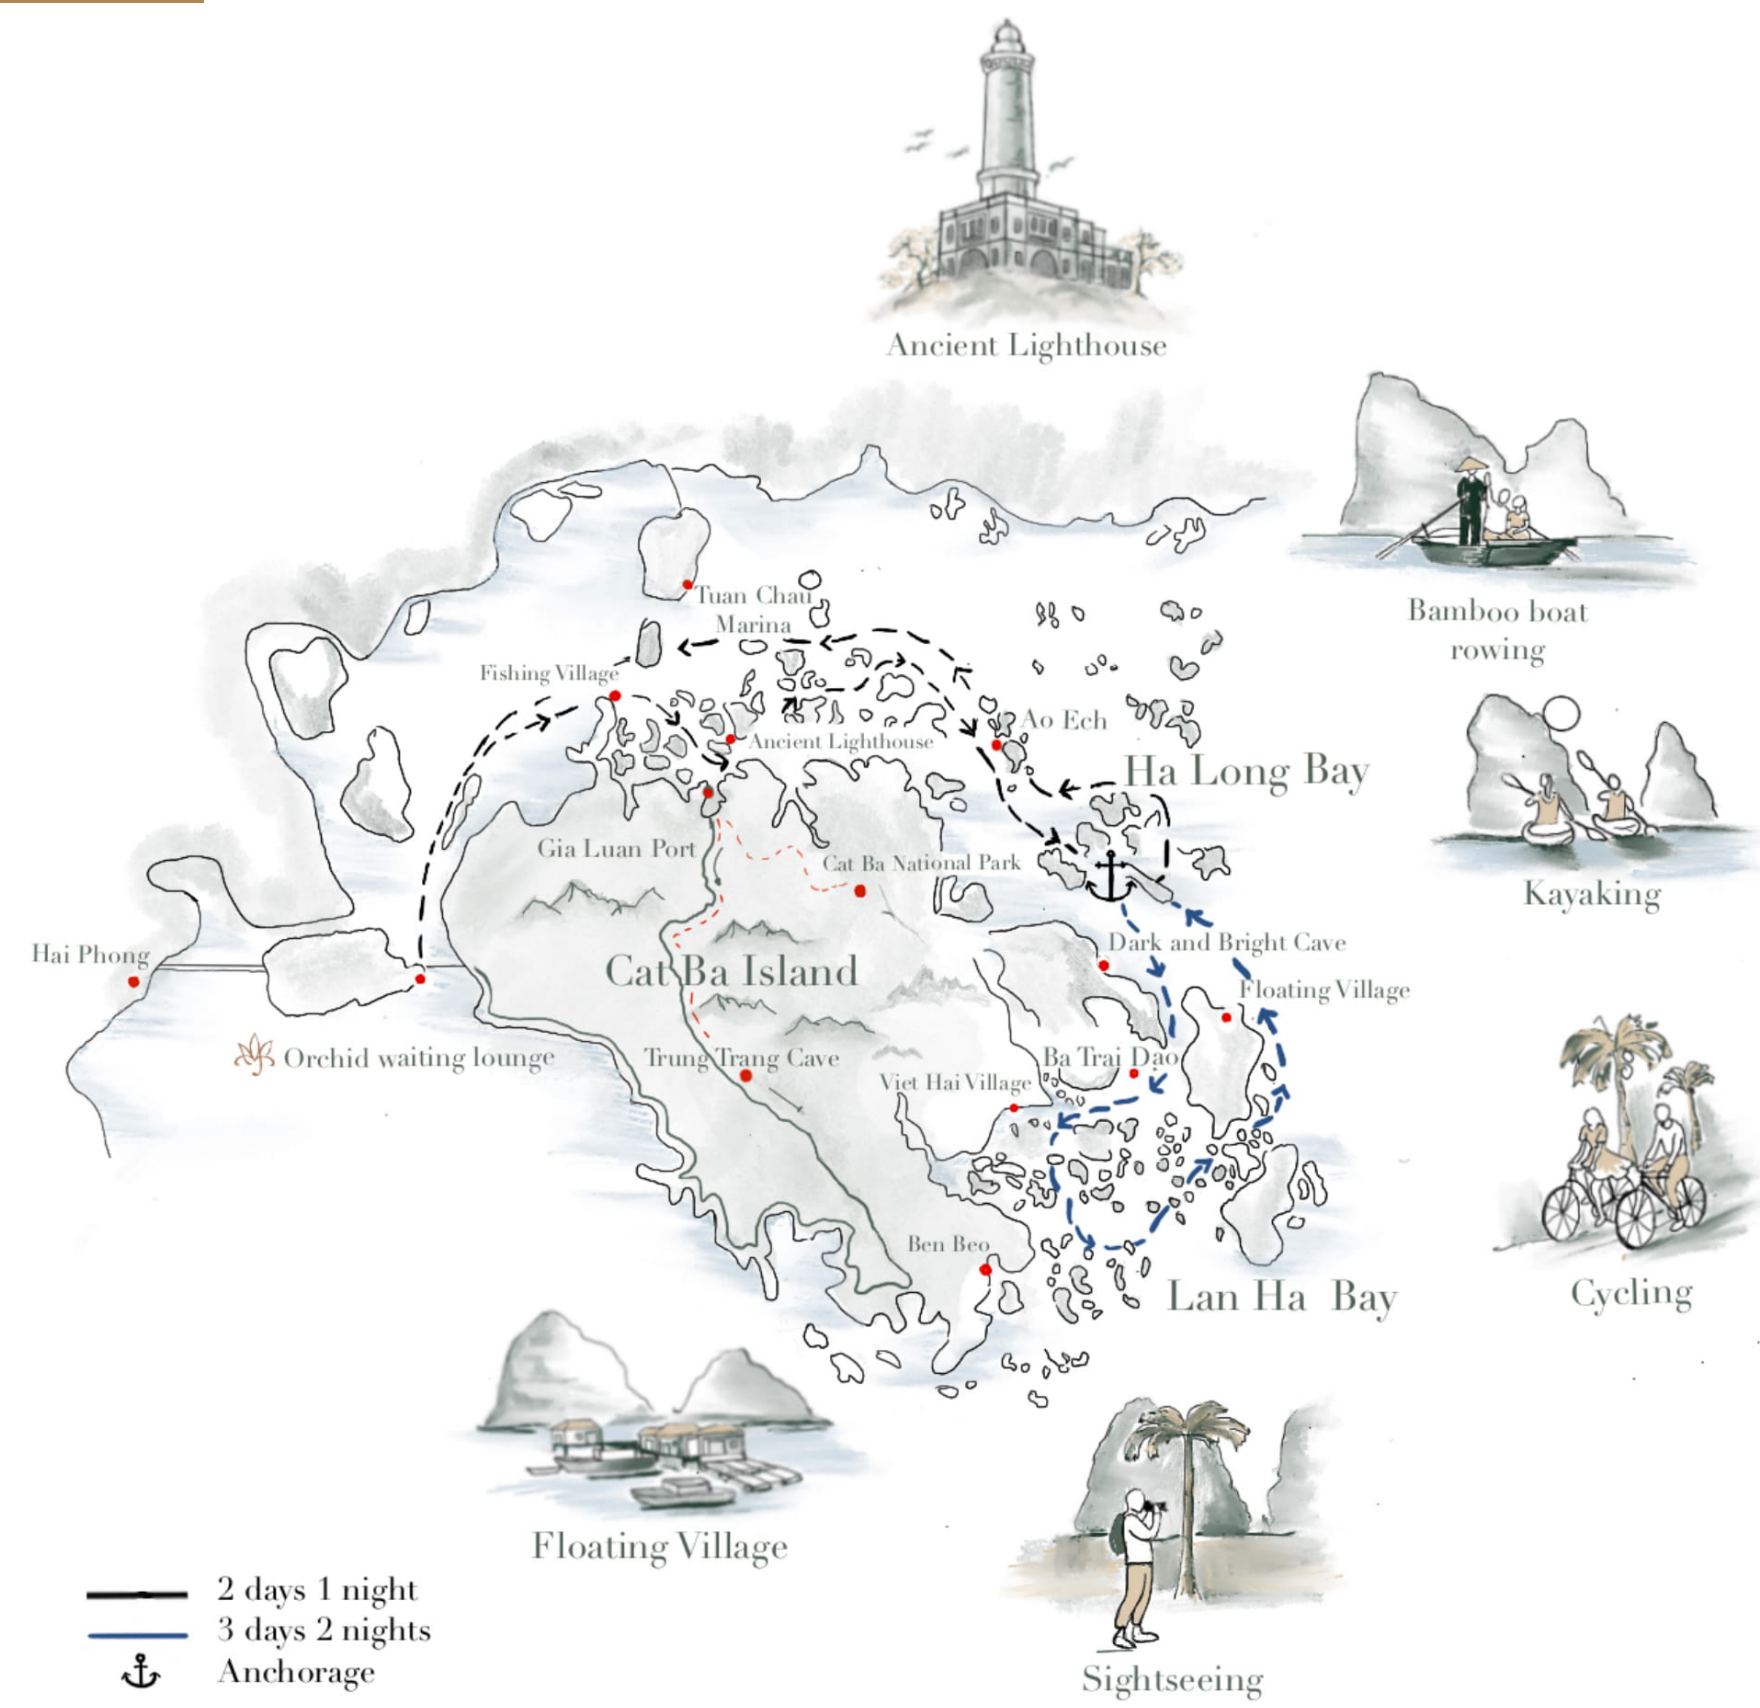 Ancient Lighthouse
Bamboo boat
rowing
Tuan Chau
Marina
Fishing Village
Ao Ech
Ancient Lighthouse
Ha Long Bay
Gia Luan Port
Cat Ba National Park
Kayaking
Hai Phong
Dark and Bright Cave
Cat Ba Island
Floating Village
Orchid waiting lounge
Trung Trang Cave
Ba Trai Dao
Viet Hai Village
Ben Beo
Lan Ha Bay
Cycling
Floating Village
2 days 1 night
3 days 2 nights
Anchorage
Sightseeing